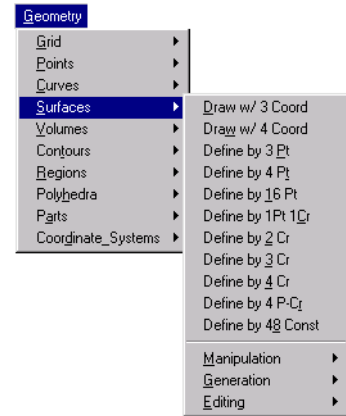 Geometry
Grid
Points
Curves
Surfaces
Volumes
Contours
Regions
Polyhedra
Parts
Coordinate_Systems
Draw w/ 3 Coord
Draw w/ 4 Coord
Define by 3 Pt
Define by 4 Pt
Define by 16 Pt
Define by 1Pt 1Cr
Define by 2 Cr
Define by 3 Cr
Define by 4 Cr
Define by 4 P-Cr
Define by 48 Const
Manipulation
Generation
Editing